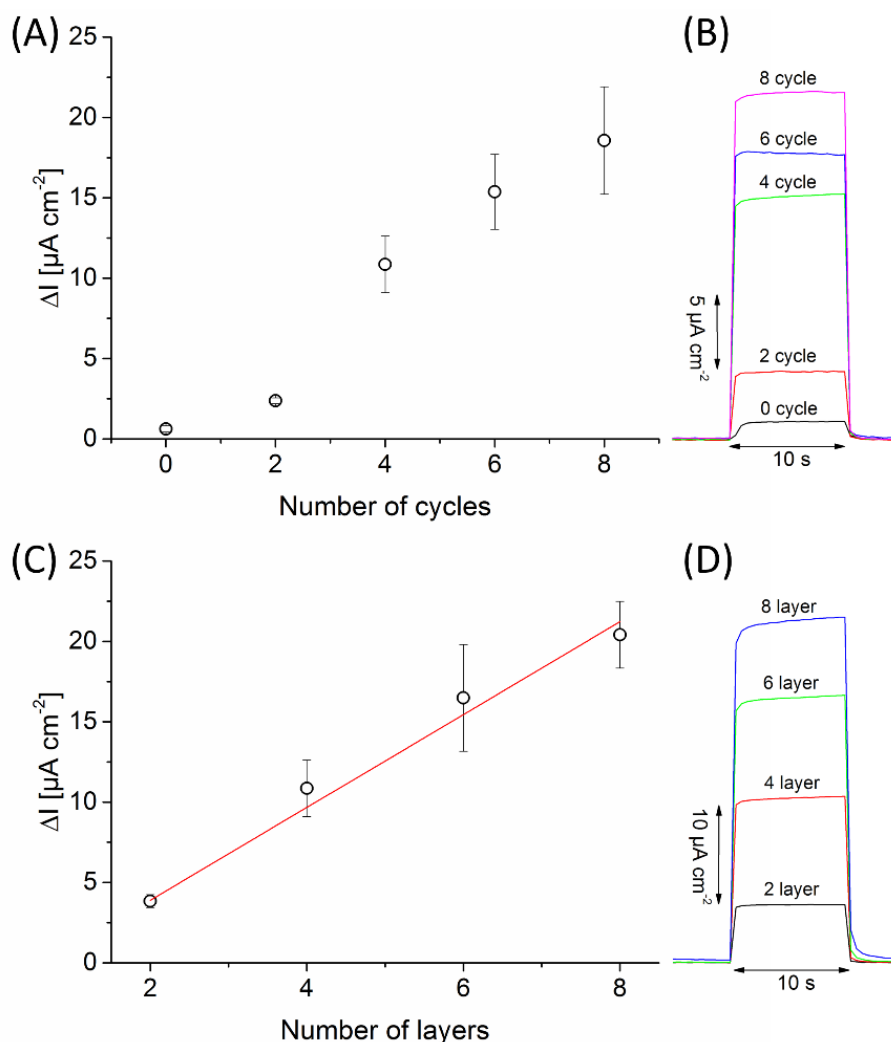 (A)
ΔI [µA cm⁻²]
25
20
15
10
5
0
0 2 4 6 8
Number of cycles
(B)
8 cycle
6 cycle
4 cycle
5 µA cm⁻²
2 cycle
0 cycle
10 s
(C)
ΔI [µA cm⁻²]
25
20
15
10
5
0
2 4 6 8
Number of layers
(D)
8 layer
6 layer
4 layer
10 µA cm⁻²
2 layer
10 s